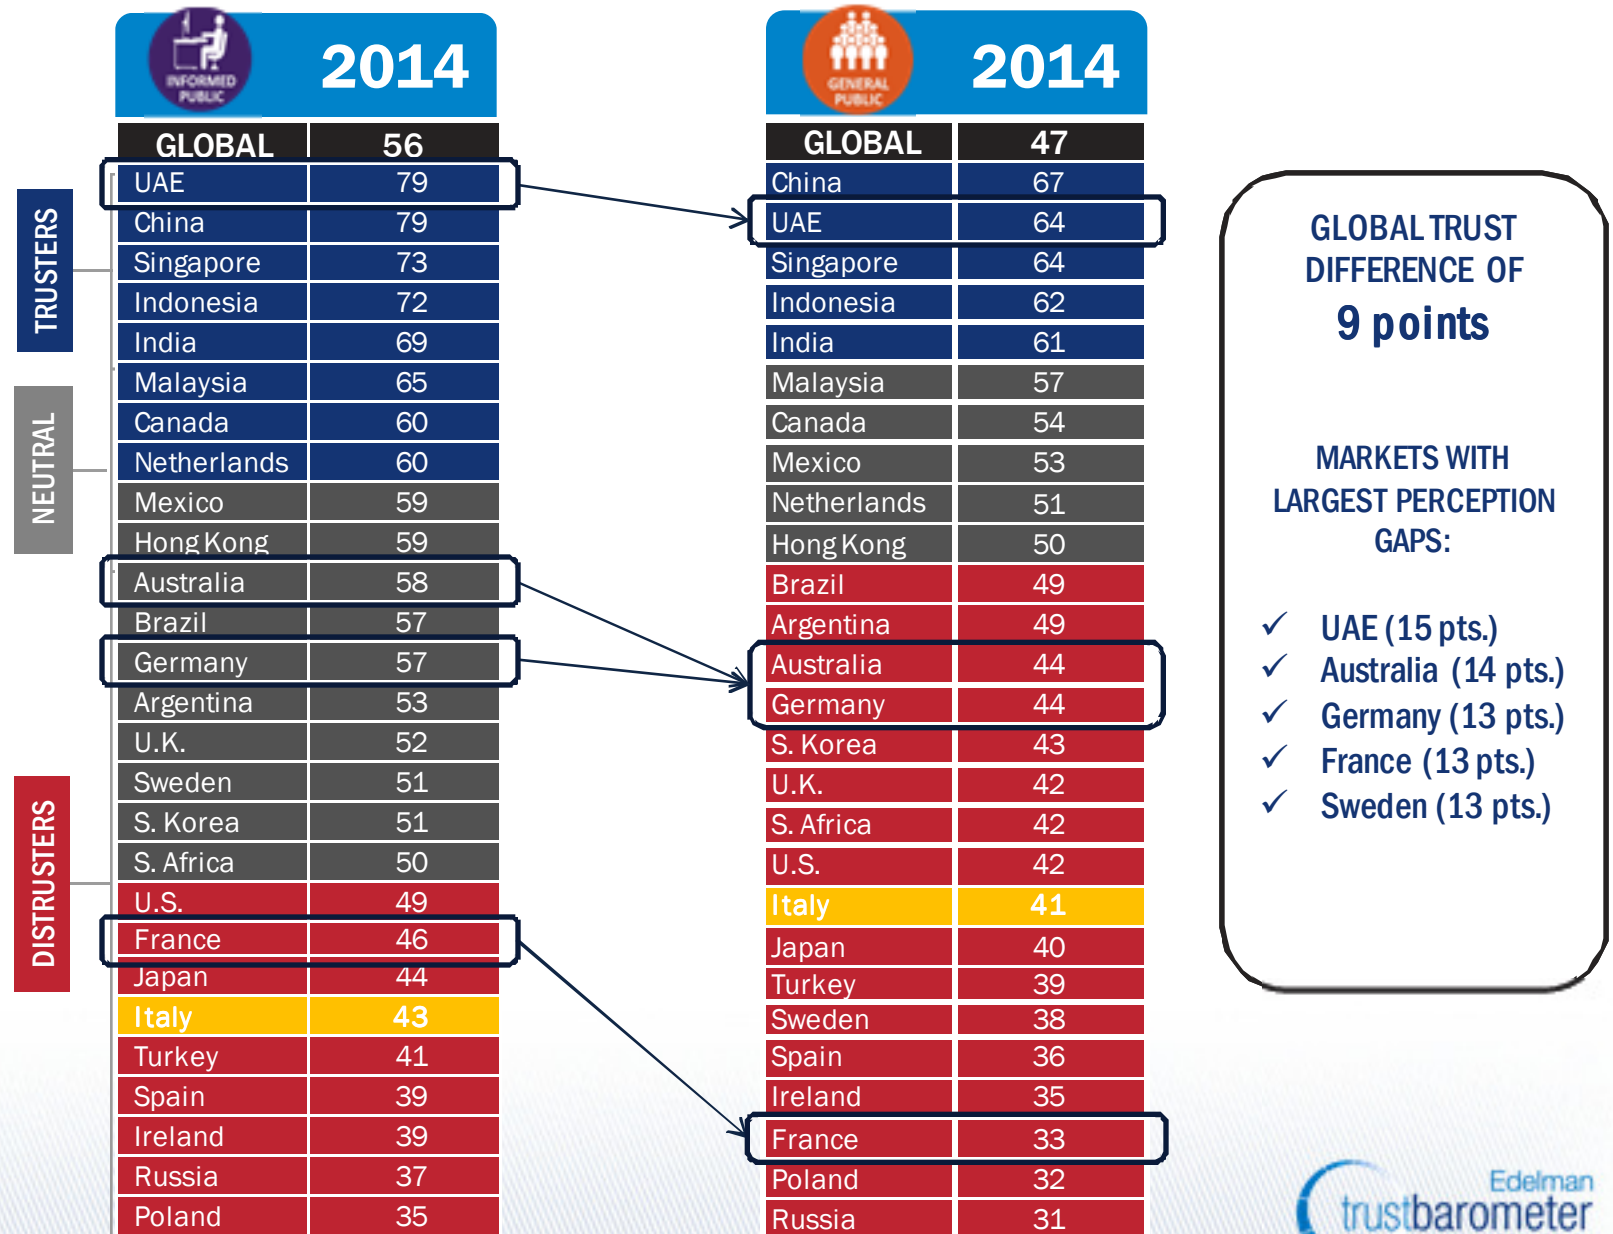 INFORMED
PUBLIC
2014
GLOBAL 56
UAE 79
China 79
Singapore 73
Indonesia 72
India 69
Malaysia 65
Canada 60
Netherlands 60
Mexico 59
Hong Kong 59
Australia 58
Brazil 57
Germany 57
Argentina 53
U.K. 52
Sweden 51
S. Korea 51
S. Africa 50
U.S. 49
France 46
Japan 44
Italy 43
Turkey 41
Spain 39
Ireland 39
Russia 37
Poland 35
TRUSTERS
NEUTRAL
DISTRUSTERS
GENERAL
PUBLIC
2014
GLOBAL 47
China 67
UAE 64
Singapore 64
Indonesia 62
India 61
Malaysia 57
Canada 54
Mexico 53
Netherlands 51
Hong Kong 50
Brazil 49
Argentina 49
Australia 44
Germany 44
S. Korea 43
U.K. 42
S. Africa 42
U.S. 42
Italy 41
Japan 40
Turkey 39
Sweden 38
Spain 36
Ireland 35
France 33
Poland 32
Russia 31
GLOBAL TRUST
DIFFERENCE OF
9 points
MARKETS WITH
LARGEST PERCEPTION
GAPS:
✓ UAE (15 pts.)
✓ Australia (14 pts.)
✓ Germany (13 pts.)
✓ France (13 pts.)
✓ Sweden (13 pts.)
Edelman
trustbarometer